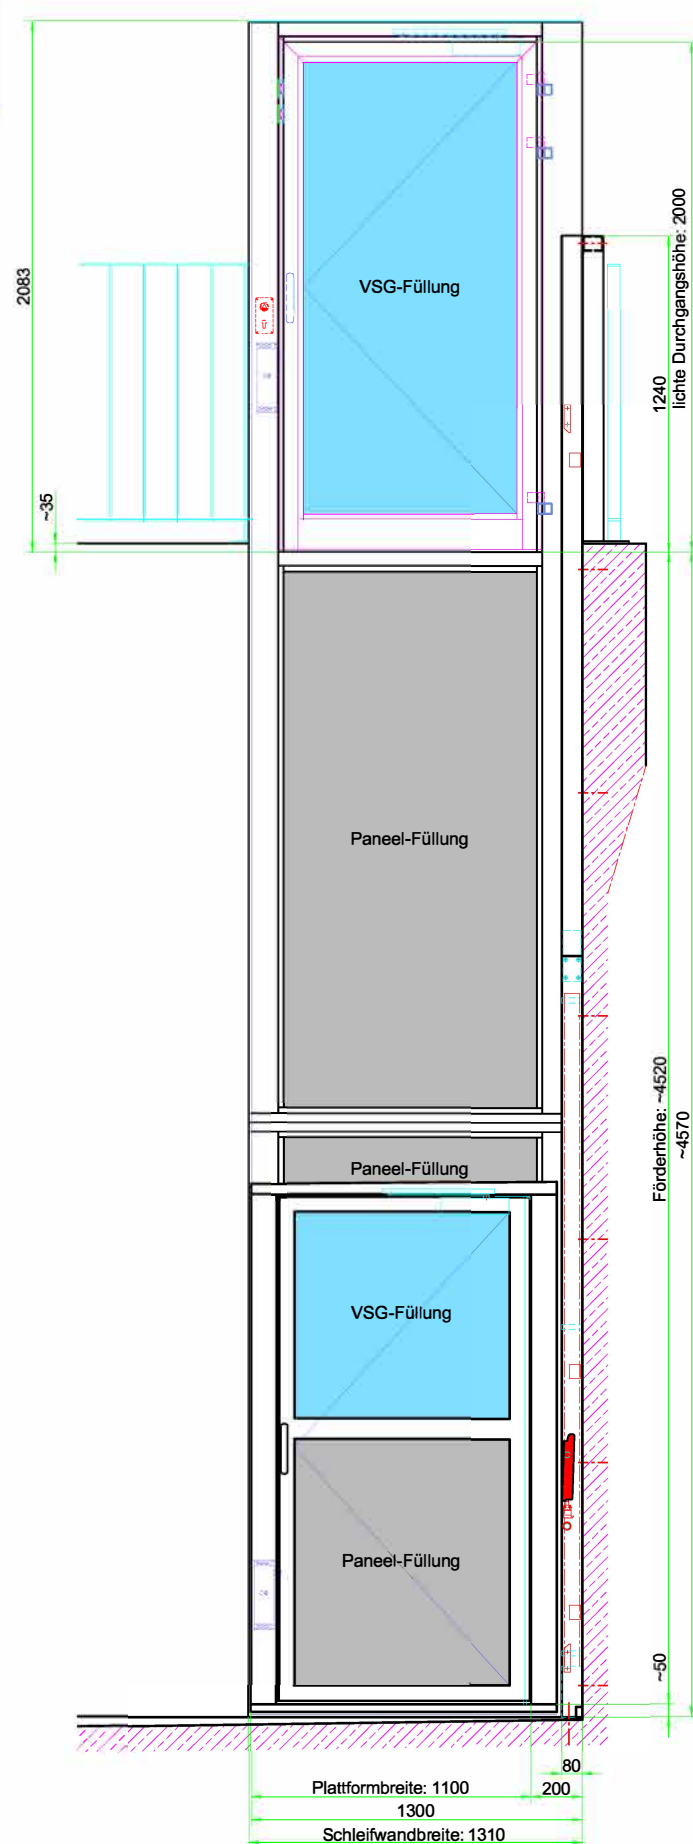 2083
VSG-Füllung
lichte Durchgangshöhe: 2000
1240
~35
Paneel-Füllung
Förderhöhe: ~4520
~4570
Paneel-Füllung
VSG-Füllung
Paneel-Füllung
~50
80
Plattformbreite: 1100
200
1300
Schleifwandbreite: 1310